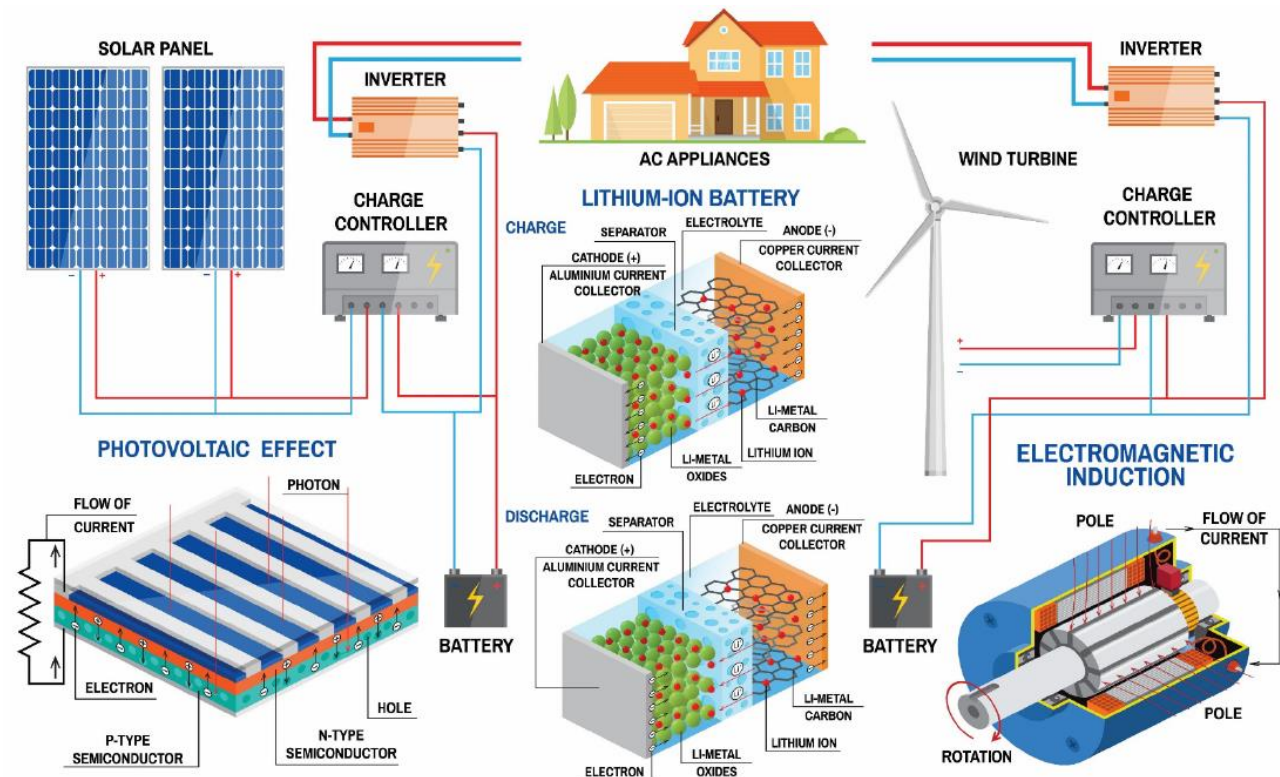 SOLAR PANEL
INVERTER
CHARGE
CONTROLLER
− + − +
AC APPLIANCES
INVERTER
WIND TURBINE
CHARGE
CONTROLLER
+
−
LITHIUM-ION BATTERY
CHARGE
SEPARATOR
ELECTROLYTE
ANODE (-)
COPPER CURRENT
COLLECTOR
CATHODE (+)
ALUMINIUM CURRENT
COLLECTOR
LI-METAL
CARBON
LITHIUM ION
LI-METAL
OXIDES
ELECTRON
PHOTOVOLTAIC EFFECT
FLOW OF
CURRENT
PHOTON
ELECTRON
HOLE
P-TYPE
SEMICONDUCTOR
N-TYPE
SEMICONDUCTOR
BATTERY
DISCHARGE
SEPARATOR
ELECTROLYTE
ANODE (-)
COPPER CURRENT
COLLECTOR
CATHODE (+)
ALUMINIUM CURRENT
COLLECTOR
LI-METAL
CARBON
LITHIUM ION
LI-METAL
OXIDES
ELECTRON
BATTERY
ELECTROMAGNETIC
INDUCTION
POLE
FLOW OF
CURRENT
POLE
ROTATION